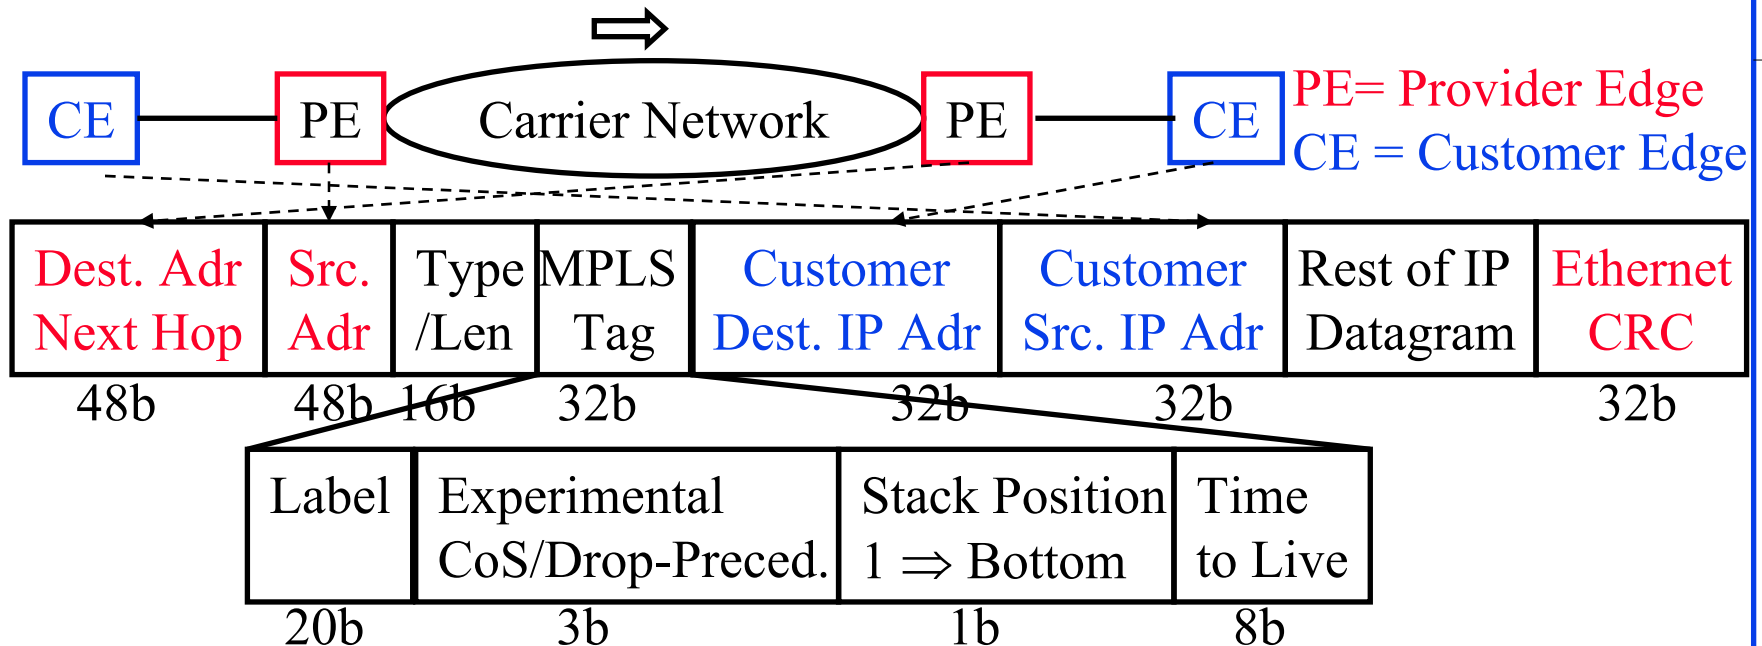 CE PE Carrier Network PE CE
PE= Provider Edge
CE = Customer Edge
Dest. Adr Src. Type MPLS Customer Customer Rest of IP Ethernet
Next Hop Adr /Len Tag Dest. IP Adr Src. IP Adr Datagram CRC
48b 48b 16b 32b 32b 32b 32b
Label Experimental Stack Position Time
CoS/Drop-Preced. 1 ⇒ Bottom to Live
20b 3b 1b 8b